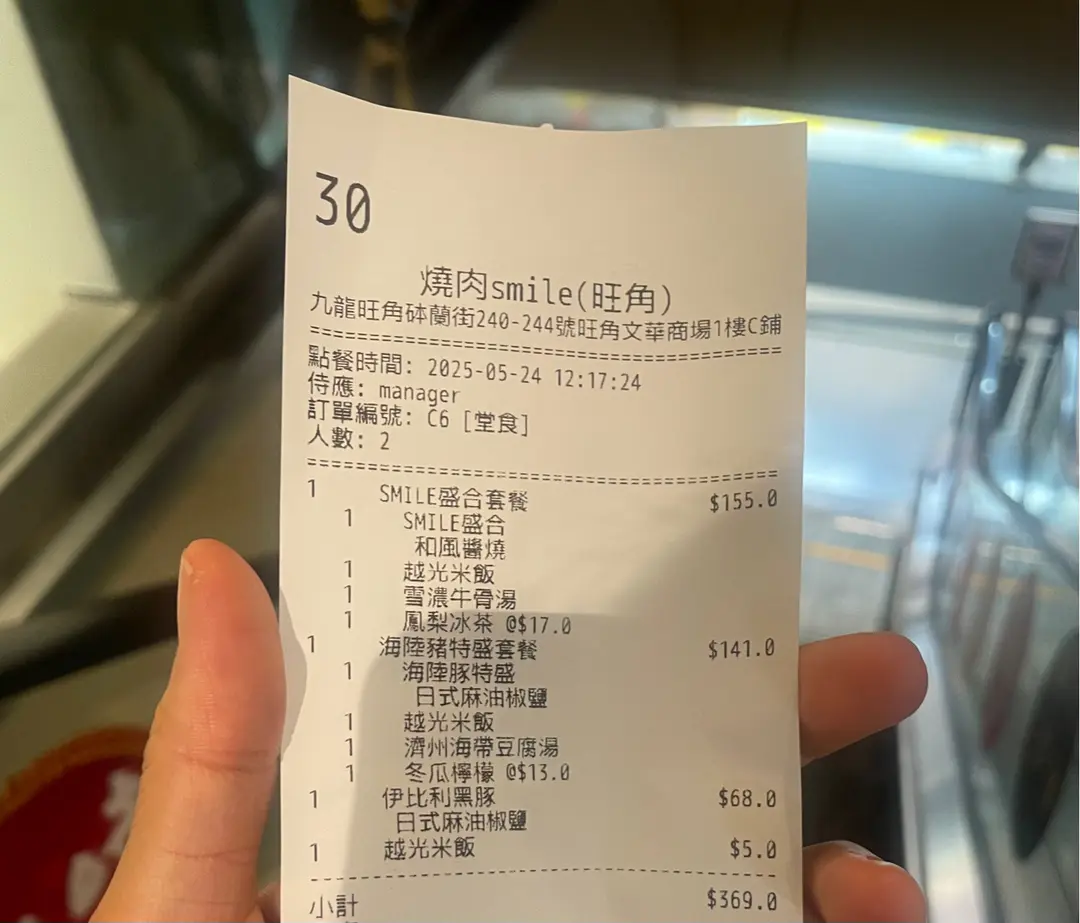 30
燒肉smile(旺角)
九龍旺角砵蘭街240-244號旺角文華商場1樓C鋪
===============================================
點餐時間: 2025-05-24 12:17:24
侍應: manager
訂單編號: C6 [堂食]
人數: 2
===============================================
1 SMILE盛合套餐 $155.0
1 SMILE盛合
和風醬燒
1 越光米飯
1 雪濃牛骨湯
1 鳳梨冰茶 @$17.0
1 海陸豬特盛套餐 $141.0
1 海陸豚特盛
日式麻油椒鹽
1 越光米飯
1 濟州海帶豆腐湯
1 冬瓜檸檬 @$13.0
1 伊比利黑豚 $68.0
日式麻油椒鹽
1 越光米飯 $5.0
-----------------------------------------------
小計 $369.0